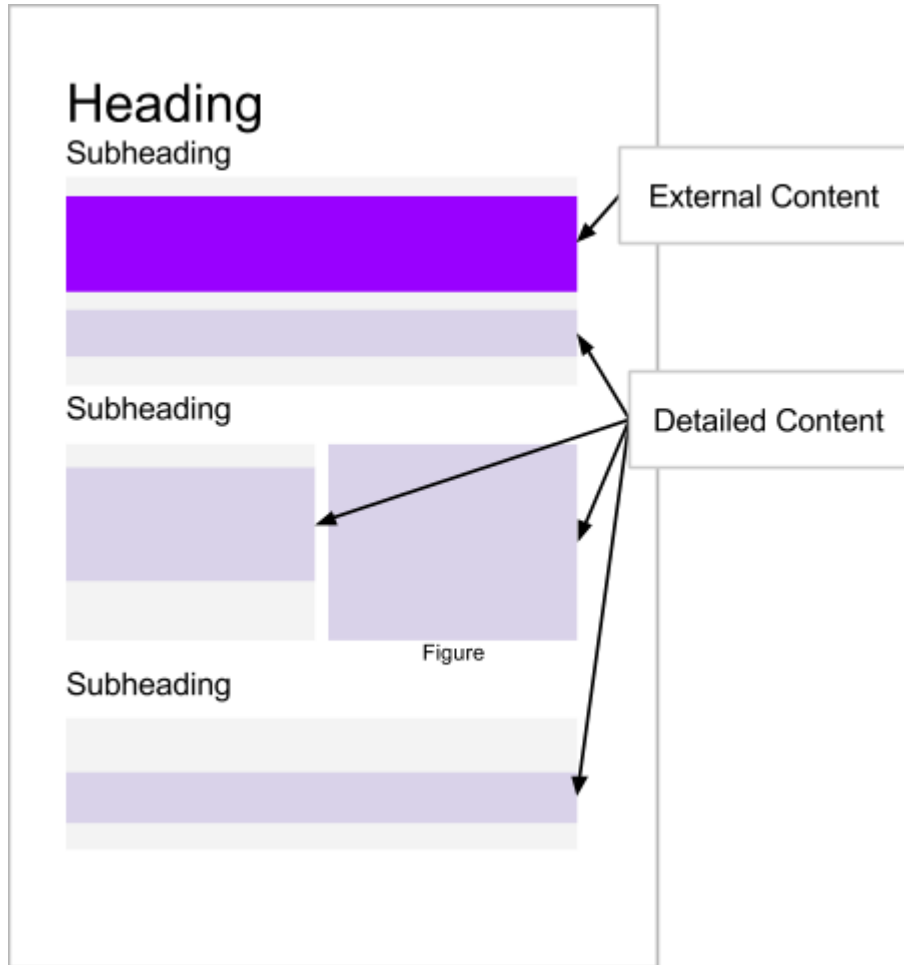 Heading
Subheading
External Content
Subheading
Detailed Content
Figure
Subheading